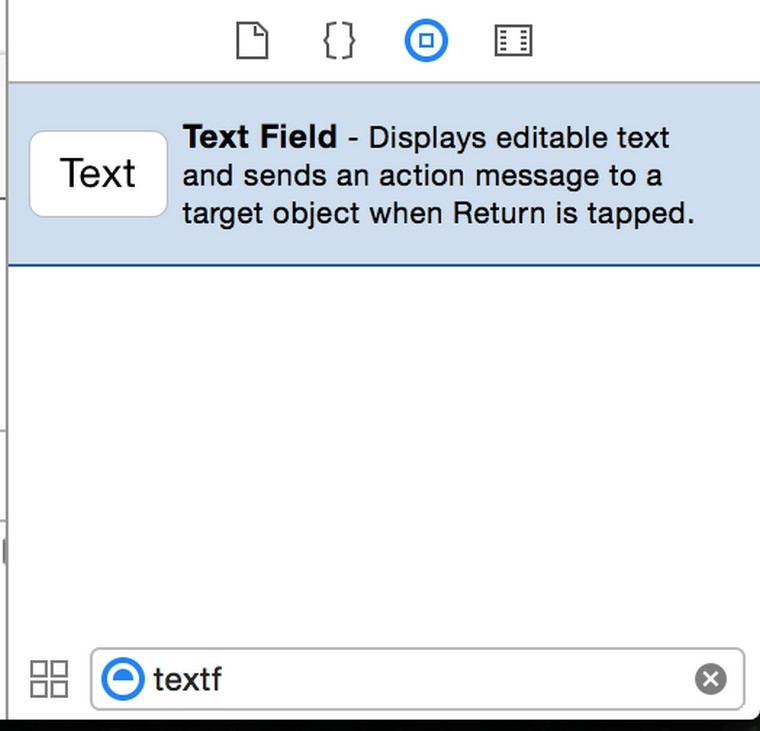 Text
Text Field - Displays editable text
and sends an action message to a
target object when Return is tapped.
textf